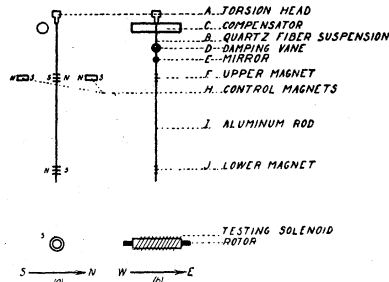 A. TORSION HEAD
C. COMPENSATOR
B. QUARTZ FIBER SUSPENSION
D. DAMPING VANE
E. MIRROR
N S S N N S
F. UPPER MAGNET
H. CONTROL MAGNETS
I. ALUMINUM ROD
N S
J. LOWER MAGNET
S
TESTING SOLENOID
ROTOR
S N W E
(a) (b)